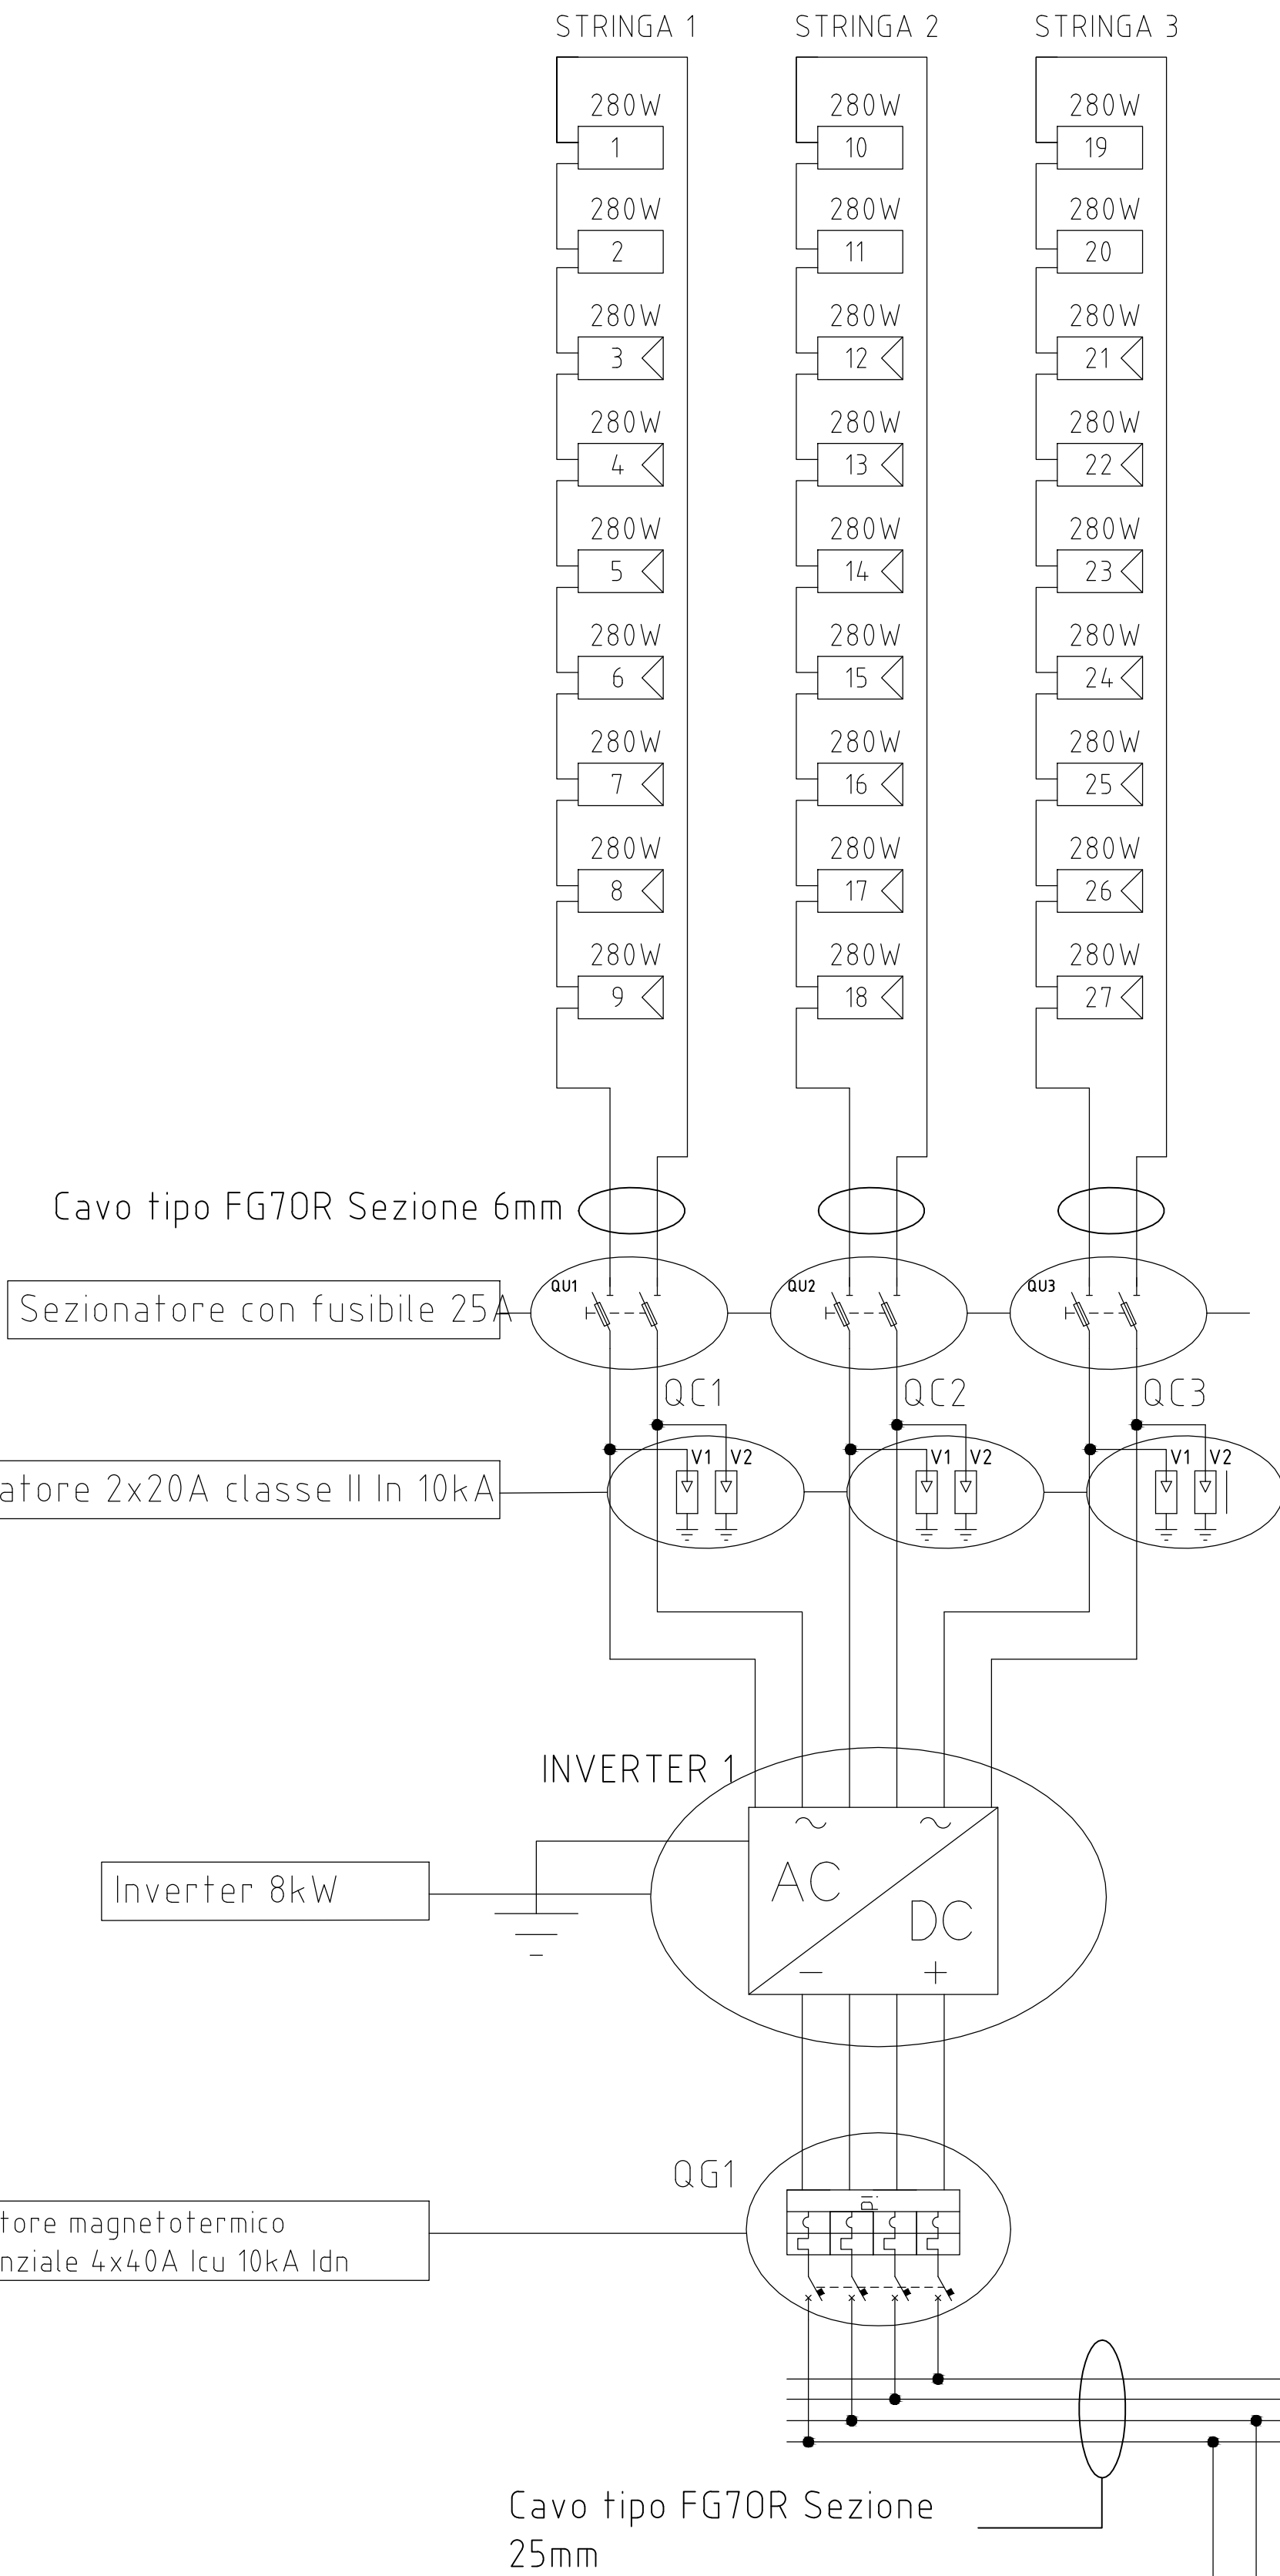 STRINGA 1 STRINGA 2 STRINGA 3
280W 280W 280W
1 10 19
280W 280W 280W
2 11 20
280W 280W 280W
3 12 21
280W 280W 280W
4 13 22
280W 280W 280W
5 14 23
280W 280W 280W
6 15 24
280W 280W 280W
7 16 25
280W 280W 280W
8 17 26
280W 280W 280W
9 18 27
Cavo tipo FG7OR Sezione 6mm
QU1 QU2 QU3
Sezionatore con fusibile 25A
QC1 QC2 QC3
V1 V2 V1 V2 V1 V2
atore 2x20A classe II In 10kA
INVERTER 1
AC
Inverter 8kW
DC
− +
QG1
Id
tore magnetotermico
nziale 4x40A Icu 10kA Idn
Cavo tipo FG7OR Sezione
25mm